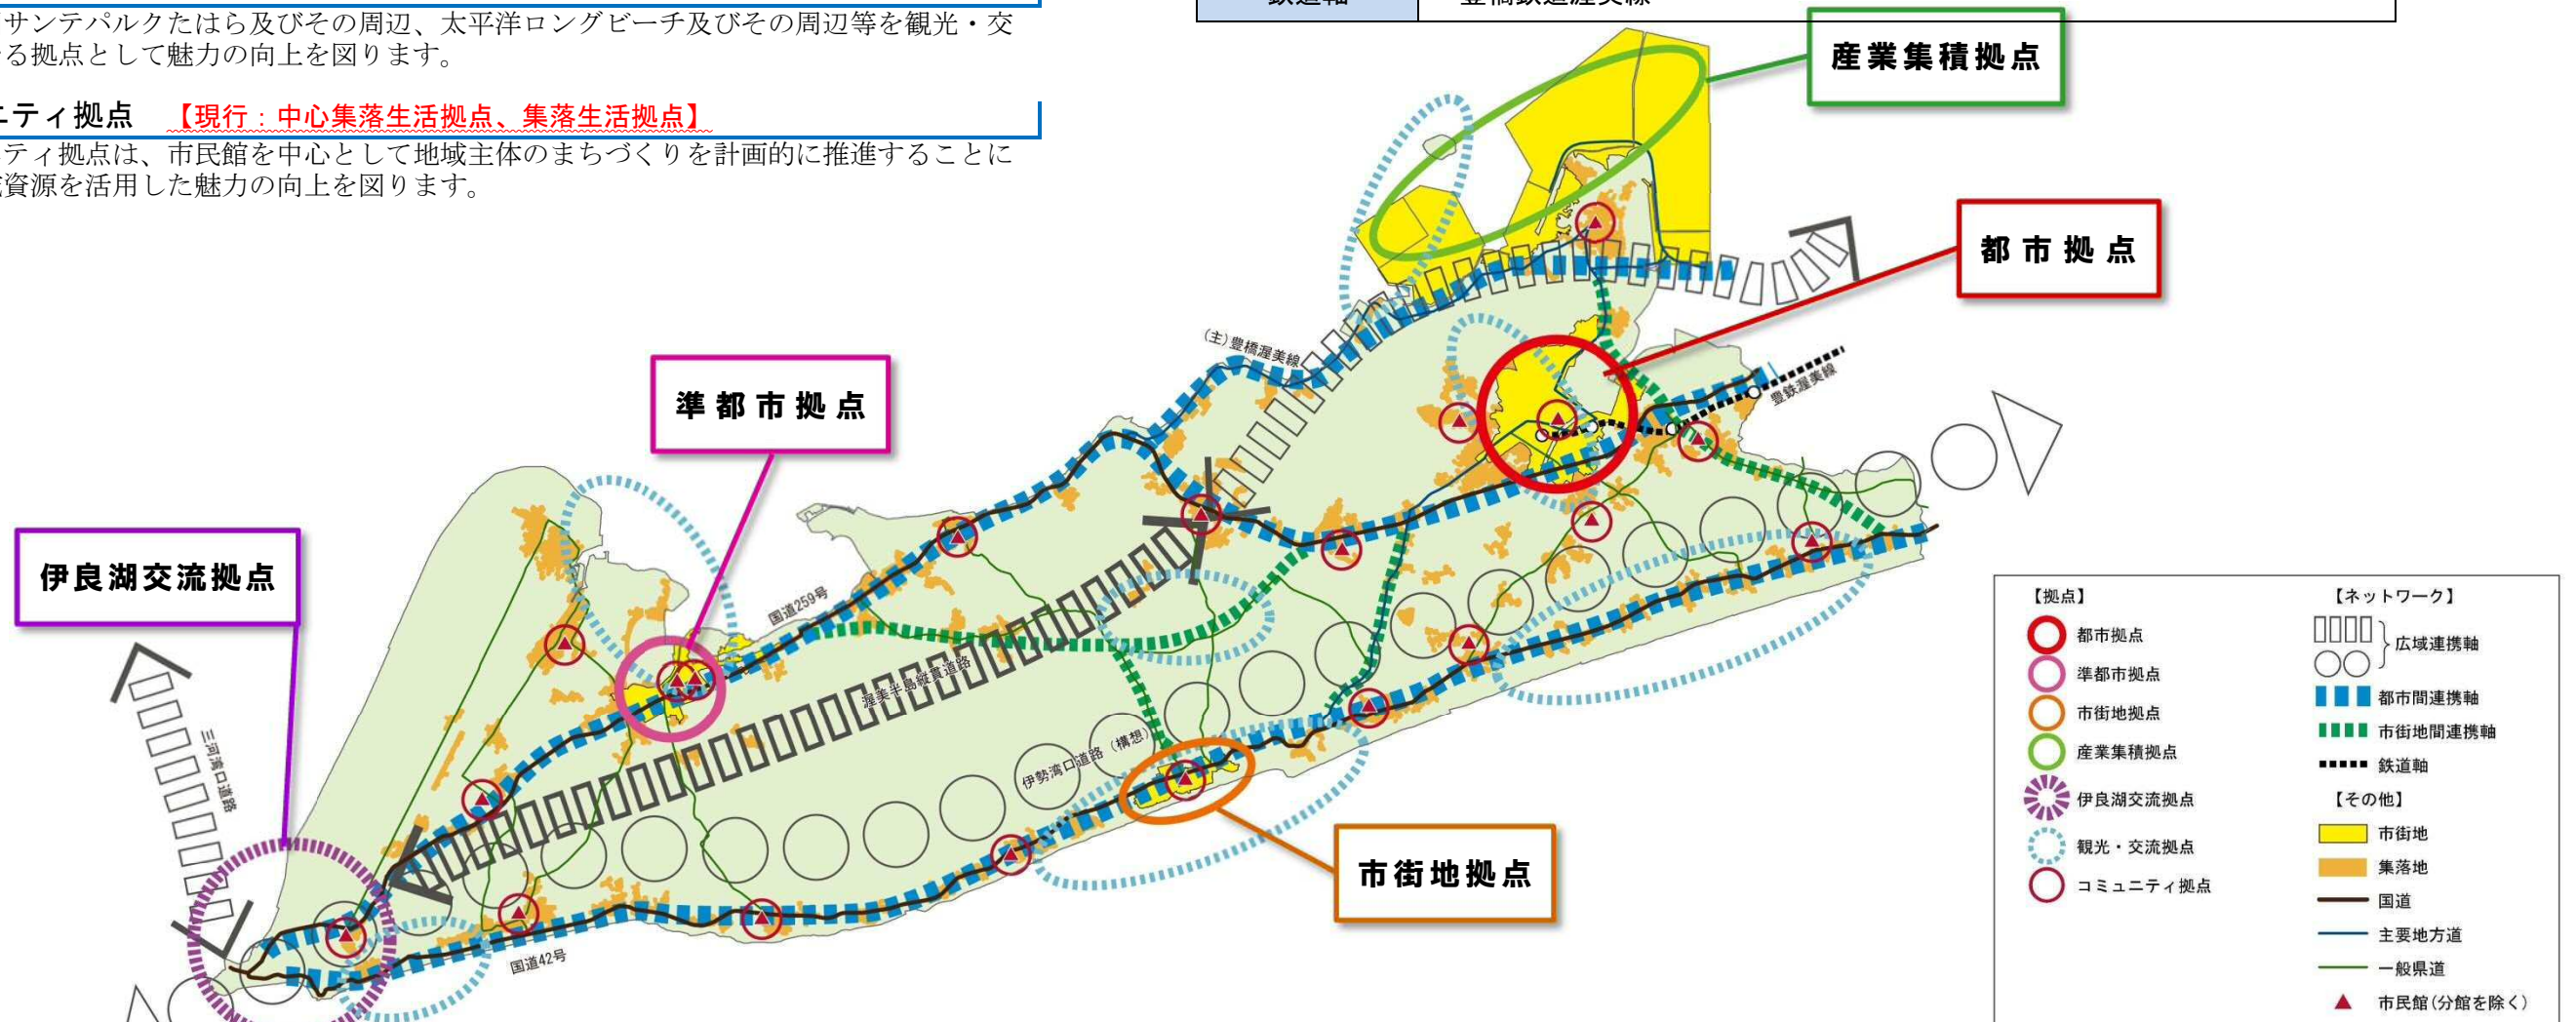 サンテパルクたはら及びその周辺、太平洋ロングビーチ及びその周辺等を観光・交
る拠点として魅力の向上を図ります。
ニティ拠点 【現行：中心集落生活拠点、集落生活拠点】
ティ拠点は、市民館を中心として地域主体のまちづくりを計画的に推進することに
資源を活用した魅力の向上を図ります。
鉄道軸 豊橋鉄道渥美線
産業集積拠点
都市拠点
準都市拠点
伊良湖交流拠点
市街地拠点
(主)豊橋渥美線
豊鉄渥美線
国道259号
渥美半島縦貫道路
三河湾口道路
伊勢湾口道路（構想）
国道42号
【拠点】
都市拠点
準都市拠点
市街地拠点
産業集積拠点
伊良湖交流拠点
観光・交流拠点
コミュニティ拠点
【ネットワーク】
広域連携軸
都市間連携軸
市街地間連携軸
鉄道軸
【その他】
市街地
集落地
国道
主要地方道
一般県道
市民館(分館を除く)